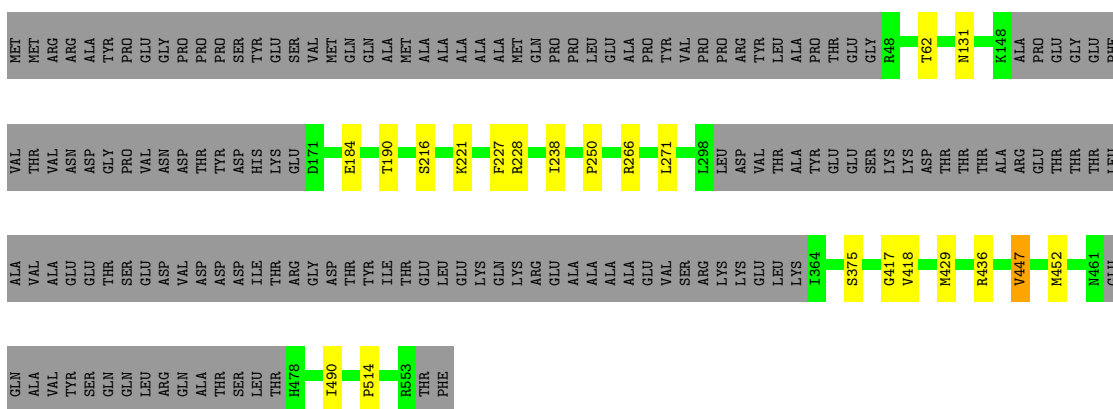 MET MET ARG ARG ALA TYR PRO GLU GLY PRO PRO PRO SER TYR GLU SER VAL MET GLN GLN ALA MET ALA ALA ALA ALA ALA MET GLN PRO PRO LEU GLU ALA PRO TYR VAL PRO PRO ARG TYR LEU ALA PRO THR GLU GLY R48 T62 N131 K148 ALA PRO GLU GLY GLU PHE
VAL THR VAL ASN ASP GLY PRO VAL ASN ASP THR TYR ASP HIS LYS GLU D171 E184 T190 S216 K221 F227 R228 I238 P250 R266 L271 L298 LEU ASP VAL THR ALA TYR GLU GLU SER LYS LYS ASP THR THR THR ALA ARG GLU THR THR THR LEU
ALA VAL ALA GLU GLU THR SER GLU ASP VAL ASP ASP ASP ILE THR ARG GLY ASP THR TYR ILE THR GLU LEU GLU LYS GLN LYS ARG GLU ALA ALA ALA ALA GLU VAL SER ARG LYS LYS GLU LEU LYS I364 S375 G417 V418 M429 R436 V447 M452 N461 GLU
GLN ALA VAL TYR SER GLN GLN LEU ARG GLN ALA THR SER LEU THR H478 I490 P514 R553 THR PHE